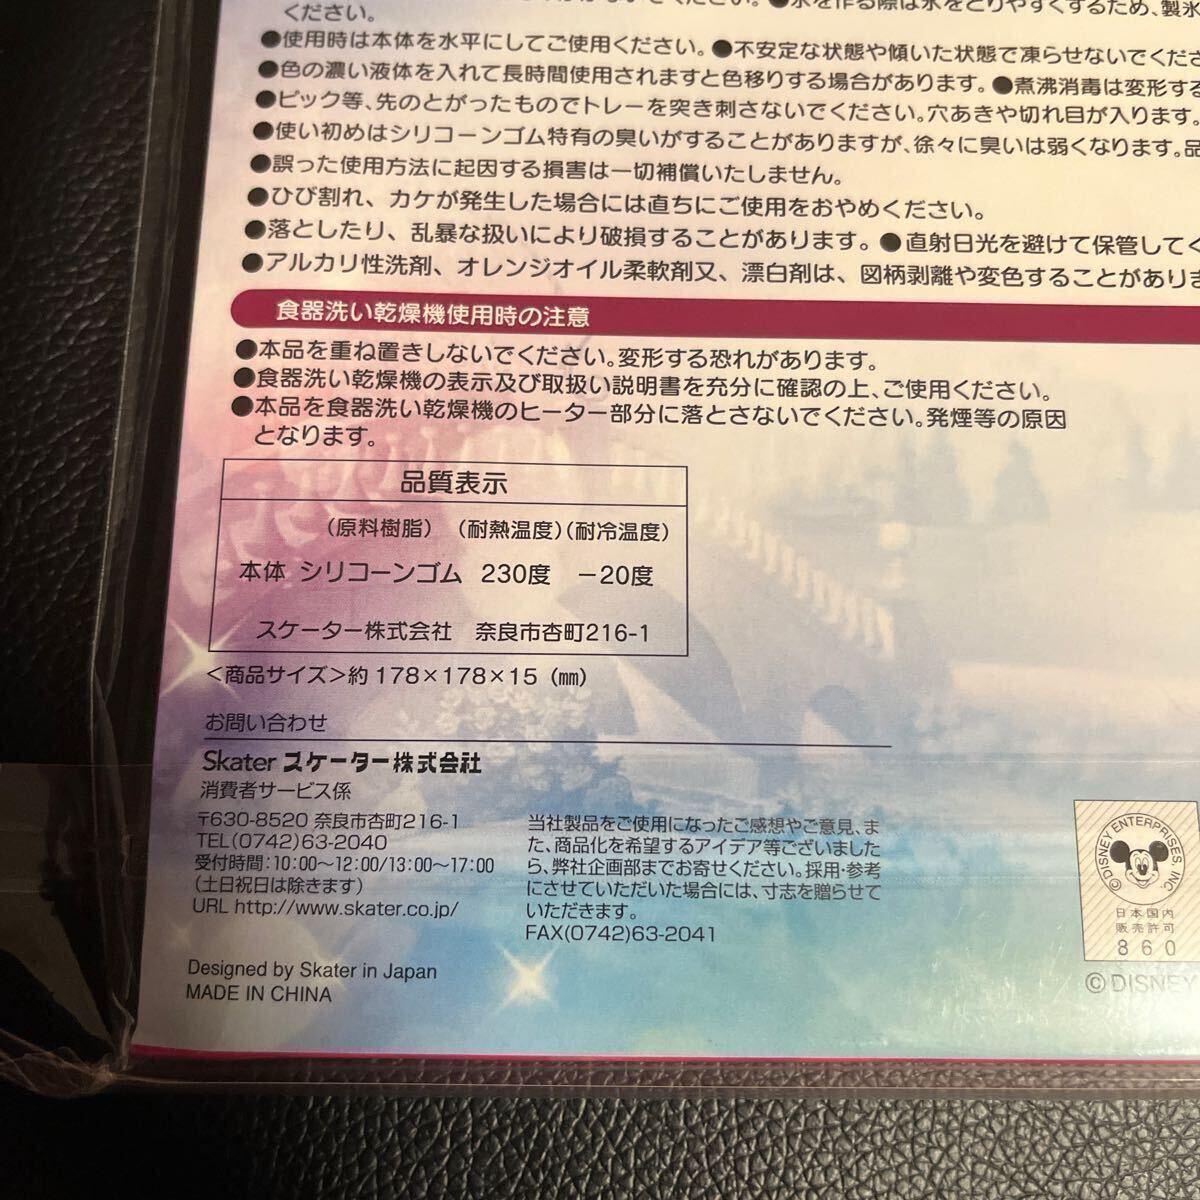 ください。●氷を作る際は氷をとりやすくするため、製氷
ください。
●使用時は本体を水平にしてご使用ください。●不安定な状態や傾いた状態で凍らせないでくださ
●色の濃い液体を入れて長時間使用されますと色移りする場合があります。●煮沸消毒は変形する
●ピック等、先のとがったものでトレーを突き刺さないでください。穴あきや切れ目が入ります。
●使い初めはシリコーンゴム特有の臭いがすることがありますが、徐々に臭いは弱くなります。品
●誤った使用方法に起因する損害は一切補償いたしません。
●ひび割れ、カケが発生した場合には直ちにご使用をおやめください。
●落としたり、乱暴な扱いにより破損することがあります。●直射日光を避けて保管してく
●アルカリ性洗剤、オレンジオイル柔軟剤又、漂白剤は、図柄剥離や変色することがありま
食器洗い乾燥機使用時の注意
●本品を重ね置きしないでください。変形する恐れがあります。
●食器洗い乾燥機の表示及び取扱い説明書を充分に確認の上、ご使用ください。
●本品を食器洗い乾燥機のヒーター部分に落とさないでください。発煙等の原因
となります。
品質表示
（原料樹脂）（耐熱温度）（耐冷温度）
本体 シリコーンゴム 230度 −20度
スケーター株式会社 奈良市杏町216-1
＜商品サイズ＞約178×178×15（㎜）
お問い合わせ
Skater スケーター株式会社
消費者サービス係
〒630-8520 奈良市杏町216-1
TEL(0742)63-2040
受付時間：10:00〜12:00/13:00〜17:00
（土日祝日は除きます）
URL http://www.skater.co.jp/
当社製品をご使用になったご感想やご意見、ま
た、商品化を希望するアイデア等ございました
ら、弊社企画部までお寄せください。採用・参考
にさせていただいた場合には、寸志を贈らせて
いただきます。
FAX(0742)63-2041
Designed by Skater in Japan
MADE IN CHINA
©DISNEY ENTERPRISES, INC.
日本国内
販売許可
860
©DISNEY